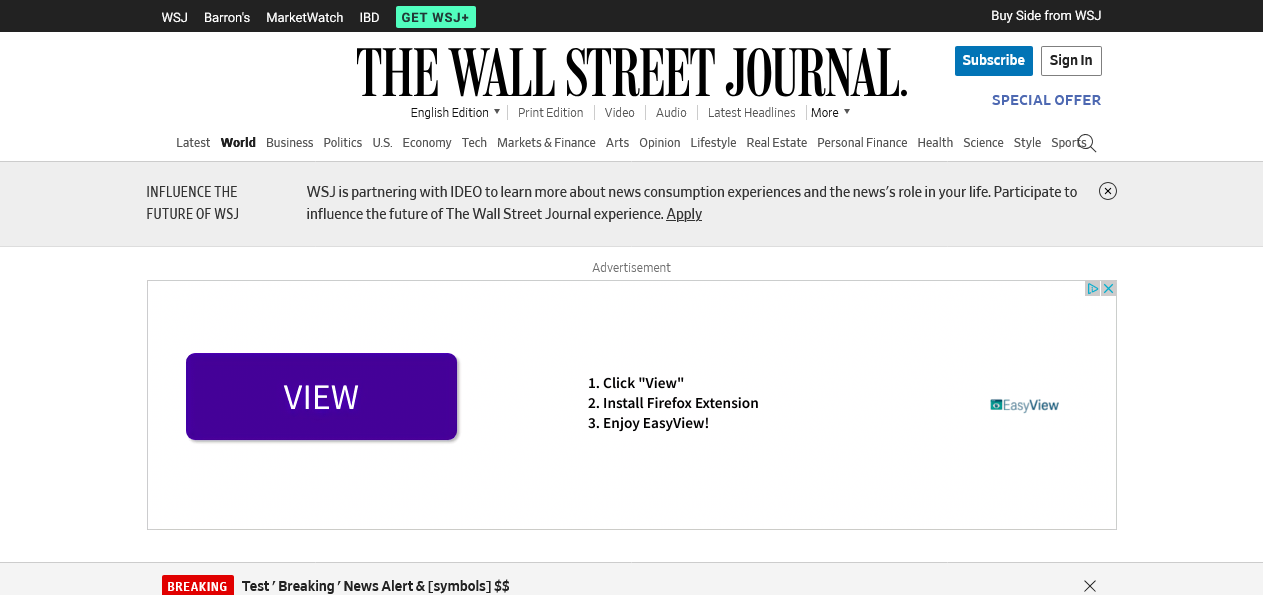 WSJ Barron's MarketWatch IBD GET WSJ+ Buy Side from WSJ
THE WALL STREET JOURNAL.
Subscribe Sign In
SPECIAL OFFER
English Edition Print Edition Video Audio Latest Headlines More
Latest World Business Politics U.S. Economy Tech Markets & Finance Arts Opinion Lifestyle Real Estate Personal Finance Health Science Style Sports
INFLUENCE THE
FUTURE OF WSJ
WSJ is partnering with IDEO to learn more about news consumption experiences and the news's role in your life. Participate to
influence the future of The Wall Street Journal experience. Apply
Advertisement
VIEW
1. Click "View"
2. Install Firefox Extension
3. Enjoy EasyView!
EasyView
BREAKING Test ’ Breaking ’ News Alert & [symbols] $$